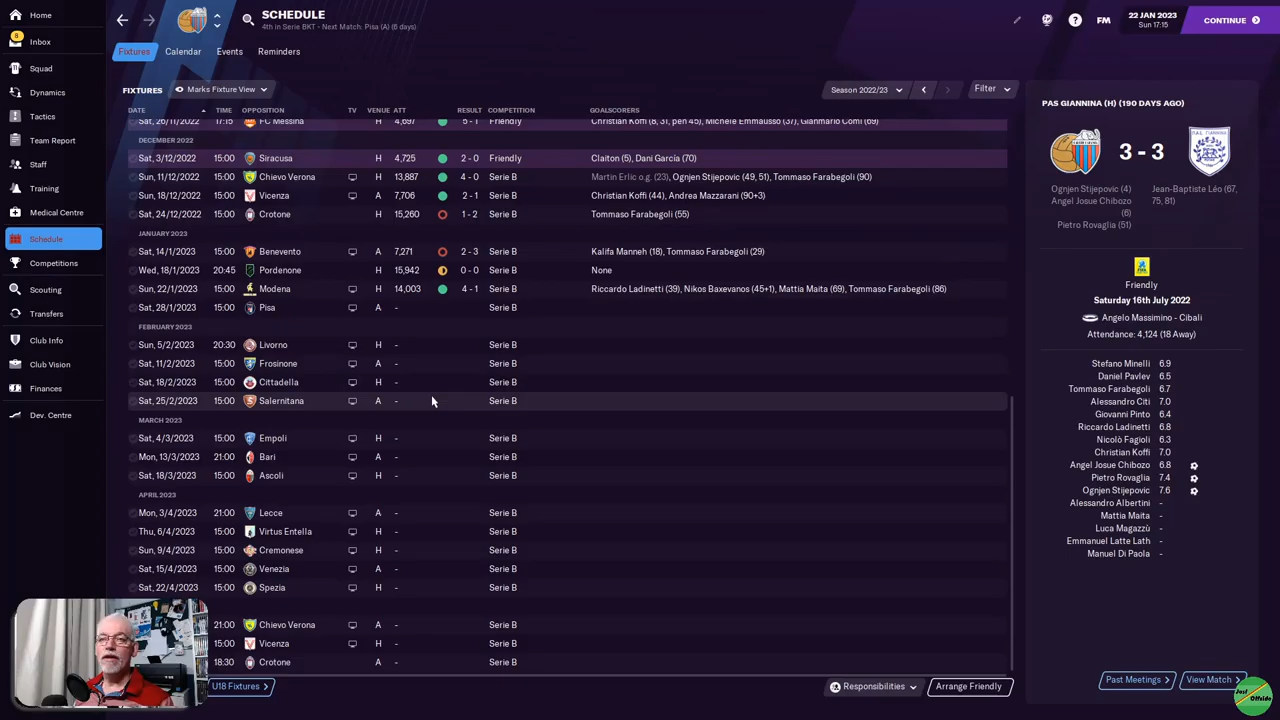 Home
SCHEDULE
4th in Serie BKT - Next Match: Pisa (A) (6 days)
FM
22 JAN 2023
Sun 17:15
CONTINUE
8
Inbox
Squad
Dynamics
Tactics
Team Report
Staff
Training
Medical Centre
Schedule
Competitions
Scouting
Transfers
Club Info
Club Vision
Finances
Dev. Centre
Fixtures
Calendar
Events
Reminders
FIXTURES
Marks Fixture View
Season 2022/23
Filter
DATE TIME OPPOSITION TV VENUE ATT RESULT COMPETITION GOALSCORERS
Sat, 26/11/2022 17:15 FC Messina H 4,697 5 - 1 Friendly Christian Koffi (8, 31, pen 45), Michele Emmausso (37), Gianmario Comi (69)
DECEMBER 2022
Sat, 3/12/2022 15:00 Siracusa H 4,725 2 - 0 Friendly Claiton (5), Dani García (70)
Sun, 11/12/2022 15:00 Chievo Verona H 13,887 4 - 0 Serie B Martin Erlic o.g. (23), Ognjen Stijepovic (49, 51), Tommaso Farabegoli (90)
Sun, 18/12/2022 15:00 Vicenza A 7,706 2 - 1 Serie B Christian Koffi (44), Andrea Mazzarani (90+3)
Sat, 24/12/2022 15:00 Crotone H 15,260 1 - 2 Serie B Tommaso Farabegoli (55)
JANUARY 2023
Sat, 14/1/2023 15:00 Benevento A 7,271 2 - 3 Serie B Kalifa Manneh (18), Tommaso Farabegoli (29)
Wed, 18/1/2023 20:45 Pordenone H 15,942 0 - 0 Serie B None
Sun, 22/1/2023 15:00 Modena H 14,003 4 - 1 Serie B Riccardo Ladinetti (39), Nikos Baxevanos (45+1), Mattia Maita (69), Tommaso Farabegoli (86)
Sat, 28/1/2023 15:00 Pisa A - Serie B
FEBRUARY 2023
Sun, 5/2/2023 20:30 Livorno H - Serie B
Sat, 11/2/2023 15:00 Frosinone A - Serie B
Sat, 18/2/2023 15:00 Cittadella H - Serie B
Sat, 25/2/2023 15:00 Salernitana A - Serie B
MARCH 2023
Sat, 4/3/2023 15:00 Empoli H - Serie B
Mon, 13/3/2023 21:00 Bari A - Serie B
Sat, 18/3/2023 15:00 Ascoli H - Serie B
APRIL 2023
Mon, 3/4/2023 21:00 Lecce A - Serie B
Thu, 6/4/2023 15:00 Virtus Entella H - Serie B
Sun, 9/4/2023 15:00 Cremonese H - Serie B
Sat, 15/4/2023 15:00 Venezia A - Serie B
Sat, 22/4/2023 15:00 Spezia H - Serie B
21:00 Chievo Verona A - Serie B
15:00 Vicenza H - Serie B
18:30 Crotone A - Serie B
U18 Fixtures
Responsibilities
Arrange Friendly
PAS GIANNINA (H) (190 DAYS AGO)
3 - 3
Ognjen Stijepovic (4)
Angel Josue Chibozo (6)
Pietro Rovaglia (51)
Jean-Baptiste Léo (67, 75, 81)
Friendly
Saturday 16th July 2022
Angelo Massimino - Cibali
Attendance: 4,124 (18 Away)
Stefano Minelli 6.9
Daniel Pavlev 6.5
Tommaso Farabegoli 6.7
Alessandro Citi 7.0
Giovanni Pinto 6.4
Riccardo Ladinetti 6.8
Nicolò Fagioli 6.3
Christian Koffi 7.0
Angel Josue Chibozo 6.8
Pietro Rovaglia 7.4
Ognjen Stijepovic 7.6
Alessandro Albertini -
Mattia Maita -
Luca Magazzù -
Emmanuel Latte Lath -
Manuel Di Paola -
Past Meetings
View Match
Just Offside